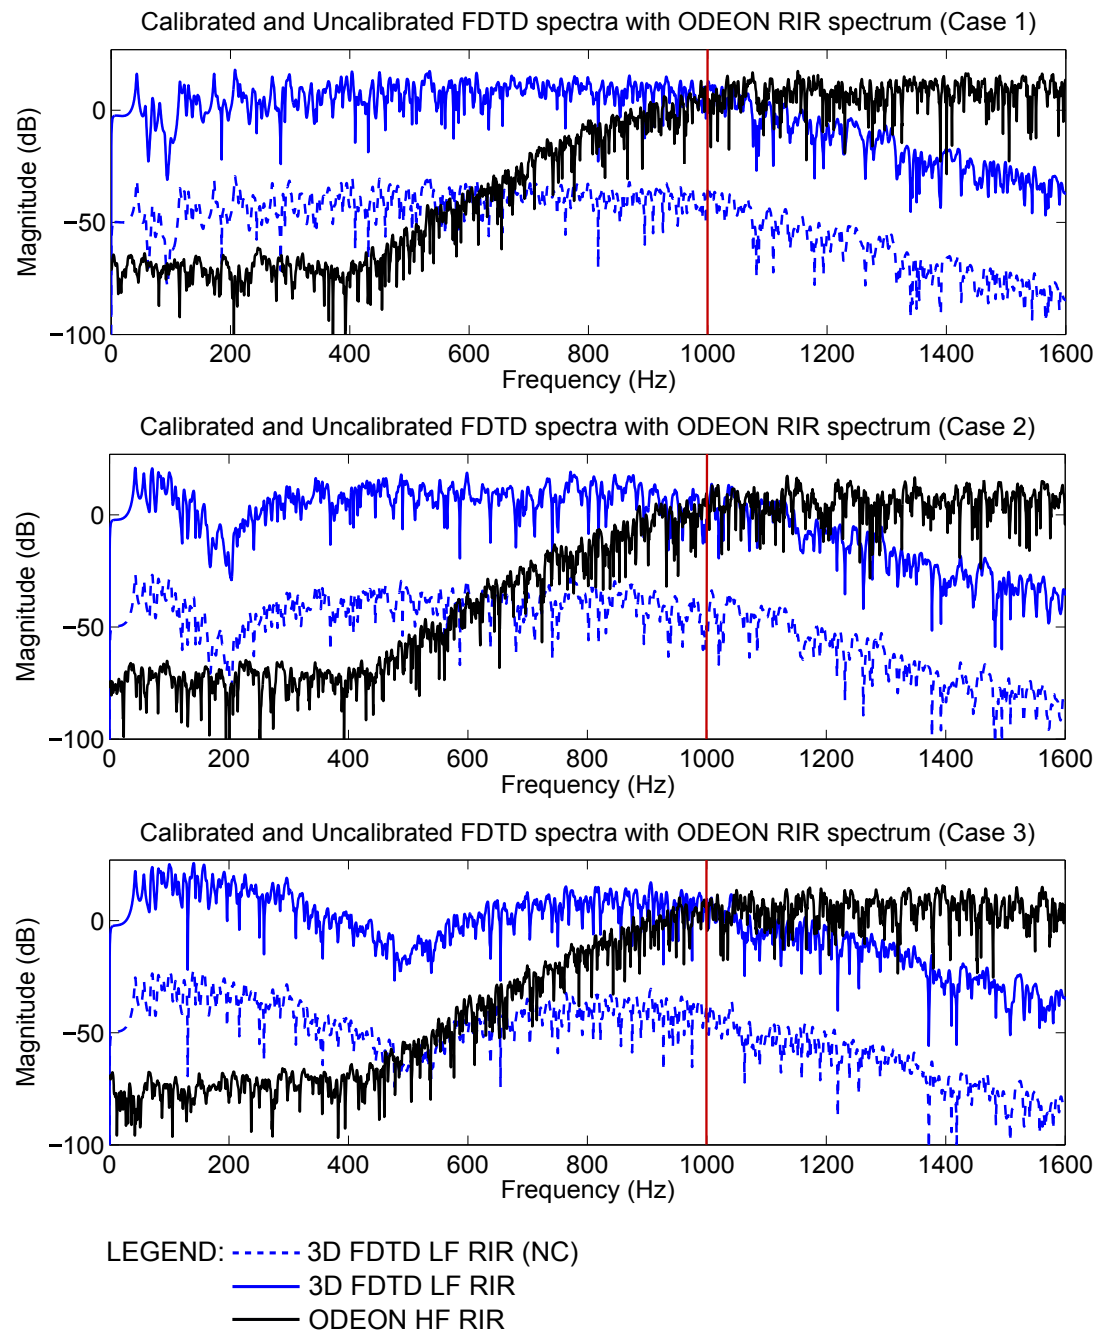 Calibrated and Uncalibrated FDTD spectra with ODEON RIR spectrum (Case 1)
Magnitude (dB)
0
−50
−100
0 200 400 600 800 1000 1200 1400 1600
Frequency (Hz)
Calibrated and Uncalibrated FDTD spectra with ODEON RIR spectrum (Case 2)
Magnitude (dB)
0
−50
−100
0 200 400 600 800 1000 1200 1400 1600
Frequency (Hz)
Calibrated and Uncalibrated FDTD spectra with ODEON RIR spectrum (Case 3)
Magnitude (dB)
0
−50
−100
0 200 400 600 800 1000 1200 1400 1600
Frequency (Hz)
LEGEND: 3D FDTD LF RIR (NC)
3D FDTD LF RIR
ODEON HF RIR